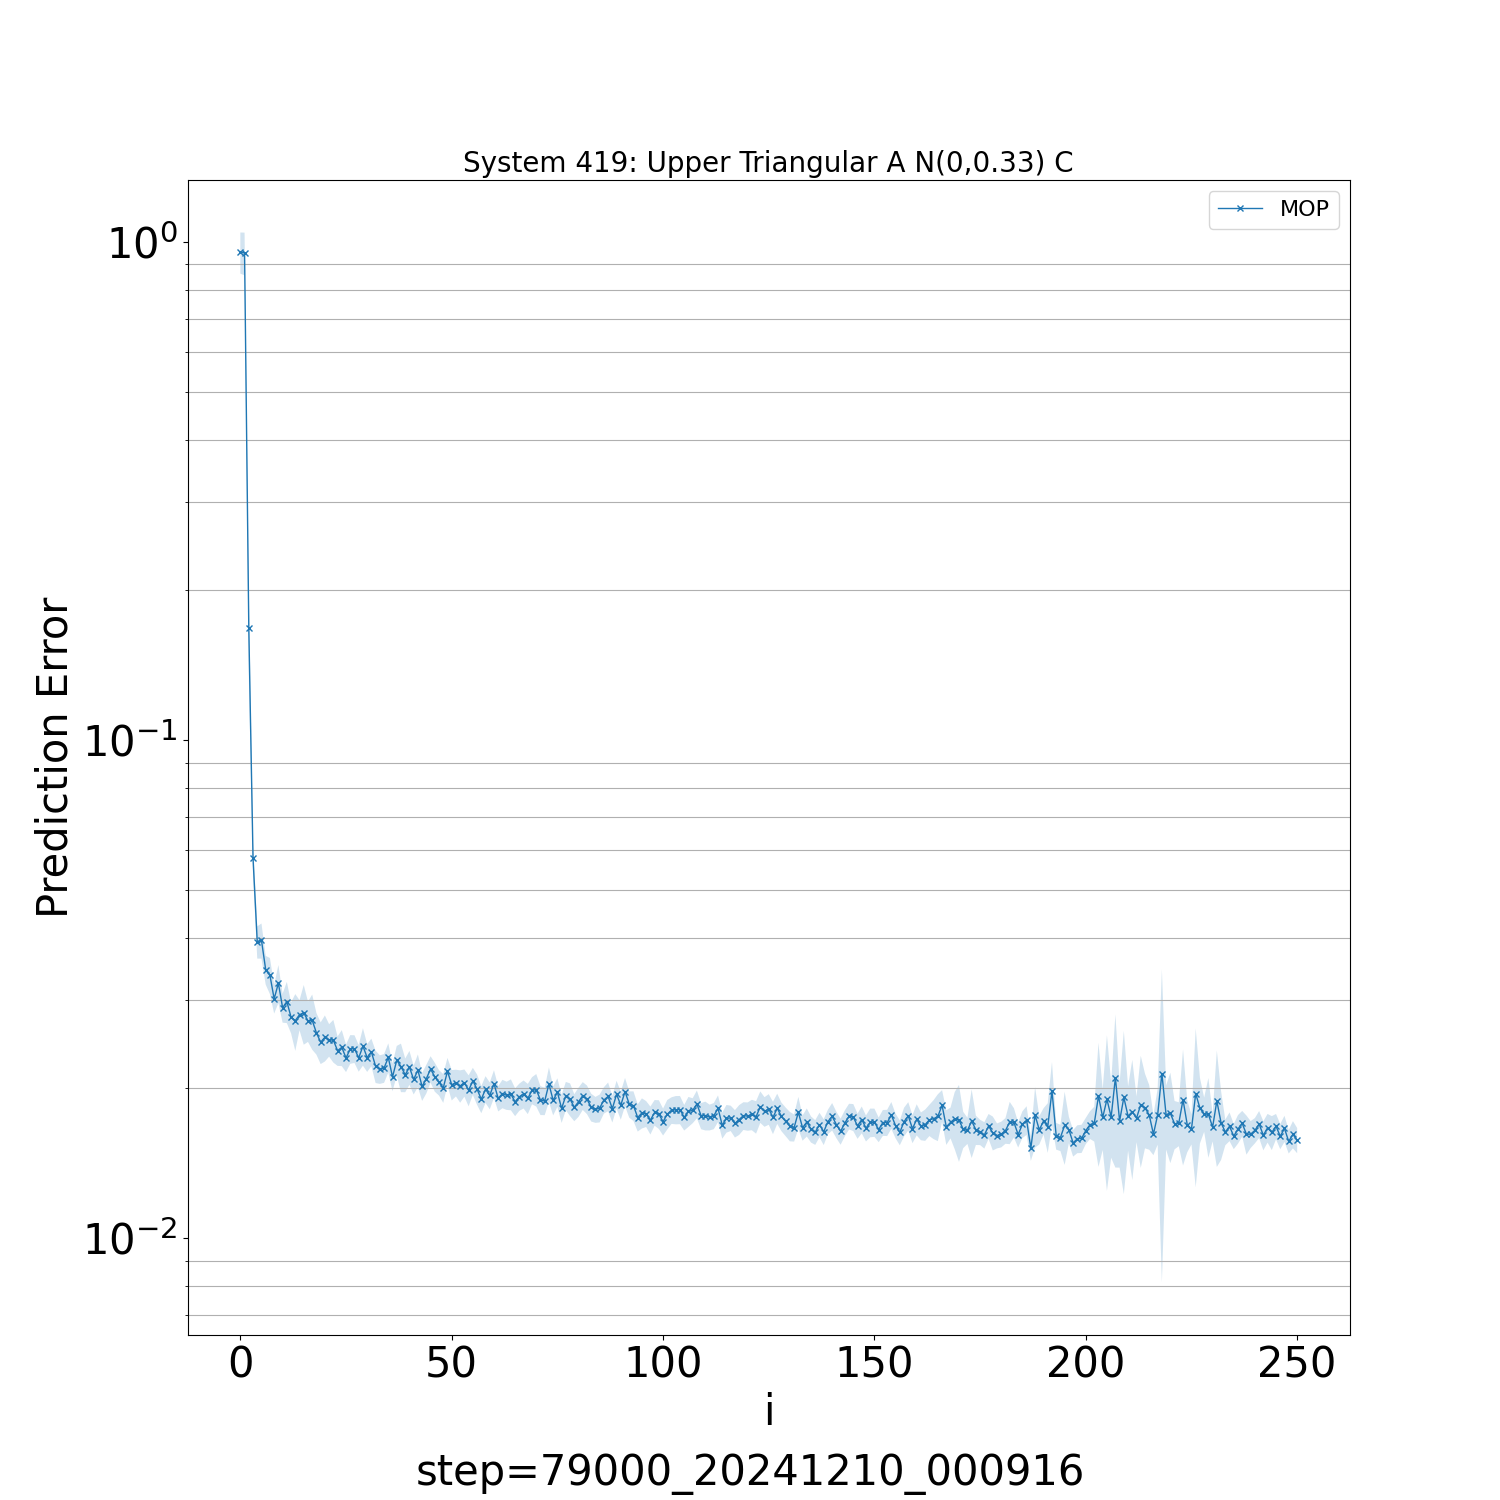 System 419: Upper Triangular A N(0,0.33) C
MOP
10⁰
10⁻¹
10⁻²
Prediction Error
0 50 100 150 200 250
i
step=79000_20241210_000916